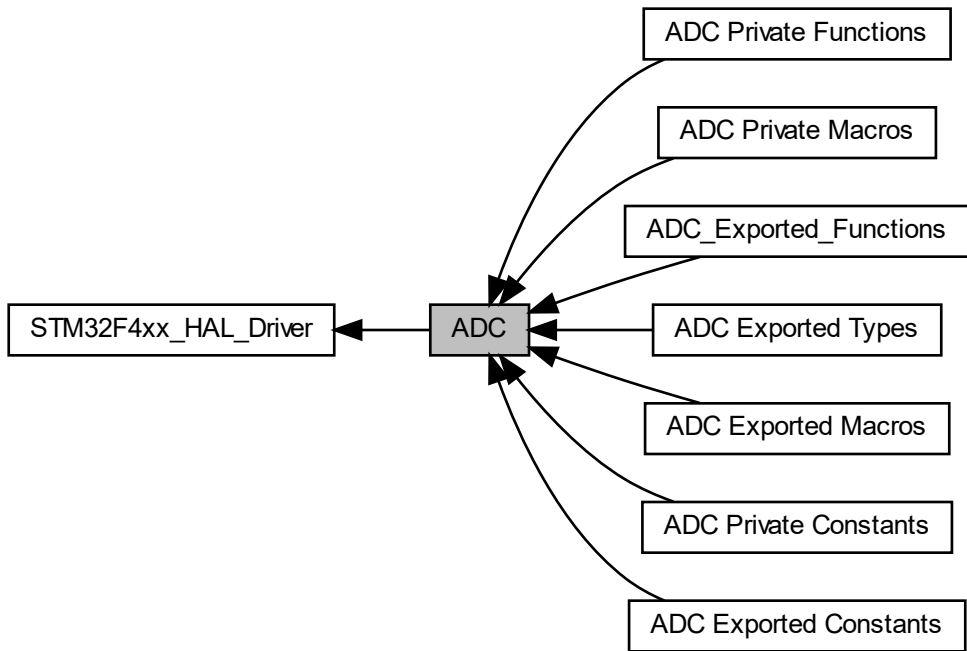 ADC Private Functions
ADC Private Macros
ADC_Exported_Functions
STM32F4xx_HAL_Driver
ADC
ADC Exported Types
ADC Exported Macros
ADC Private Constants
ADC Exported Constants